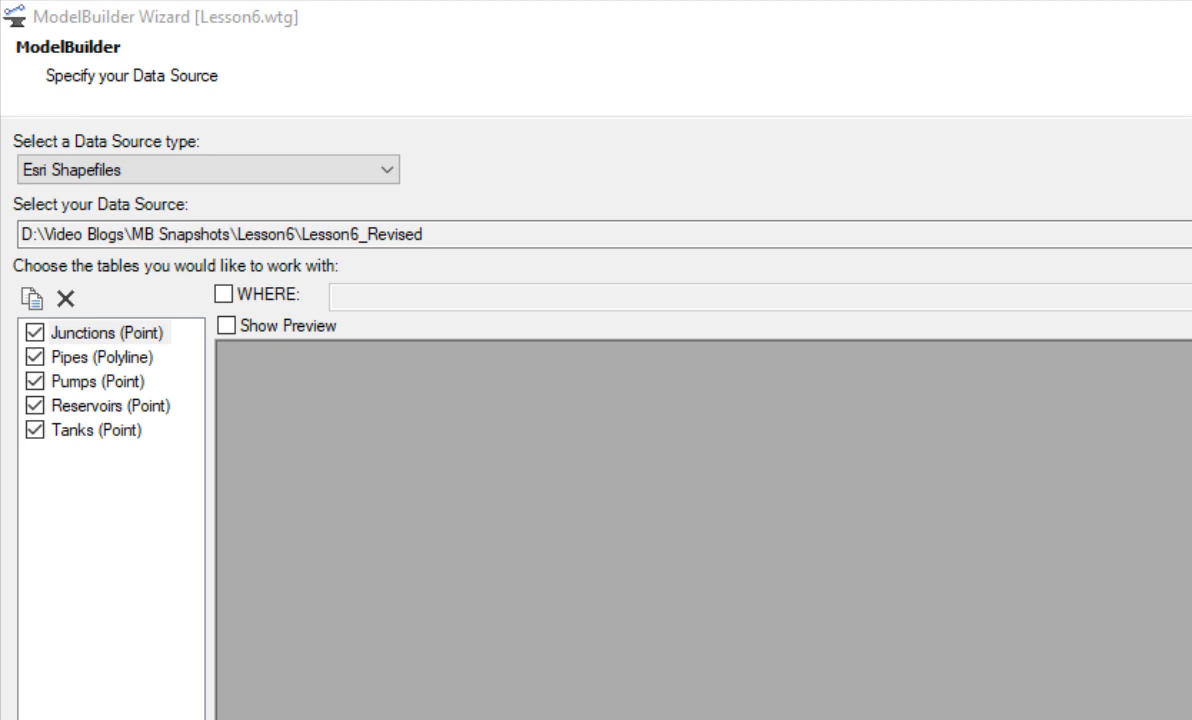 ModelBuilder Wizard [Lesson6.wtg]
ModelBuilder
Specify your Data Source
Select a Data Source type:
Esri Shapefiles
Select your Data Source:
D:\Video Blogs\MB Snapshots\Lesson6\Lesson6_Revised
Choose the tables you would like to work with:
WHERE:
Show Preview
Junctions (Point)
Pipes (Polyline)
Pumps (Point)
Reservoirs (Point)
Tanks (Point)